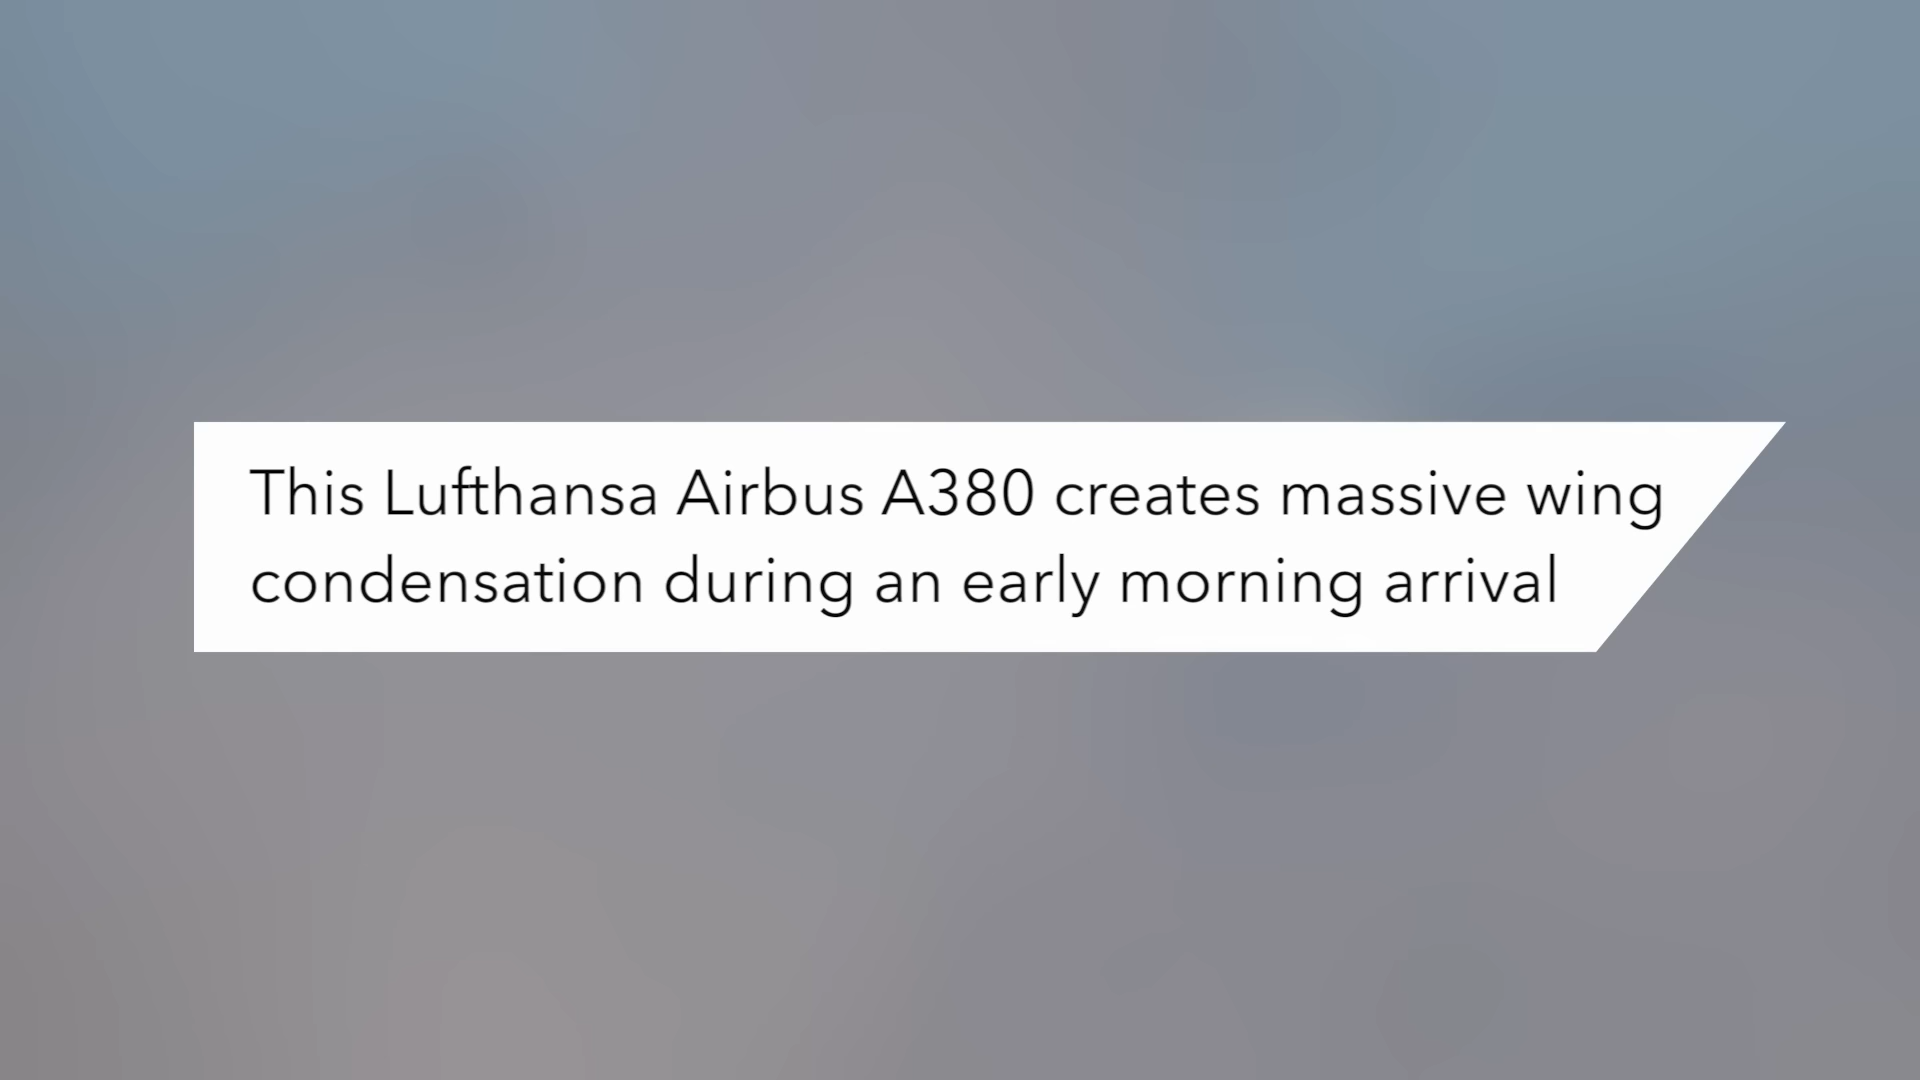 This Lufthansa Airbus A380 creates massive wing
condensation during an early morning arrival